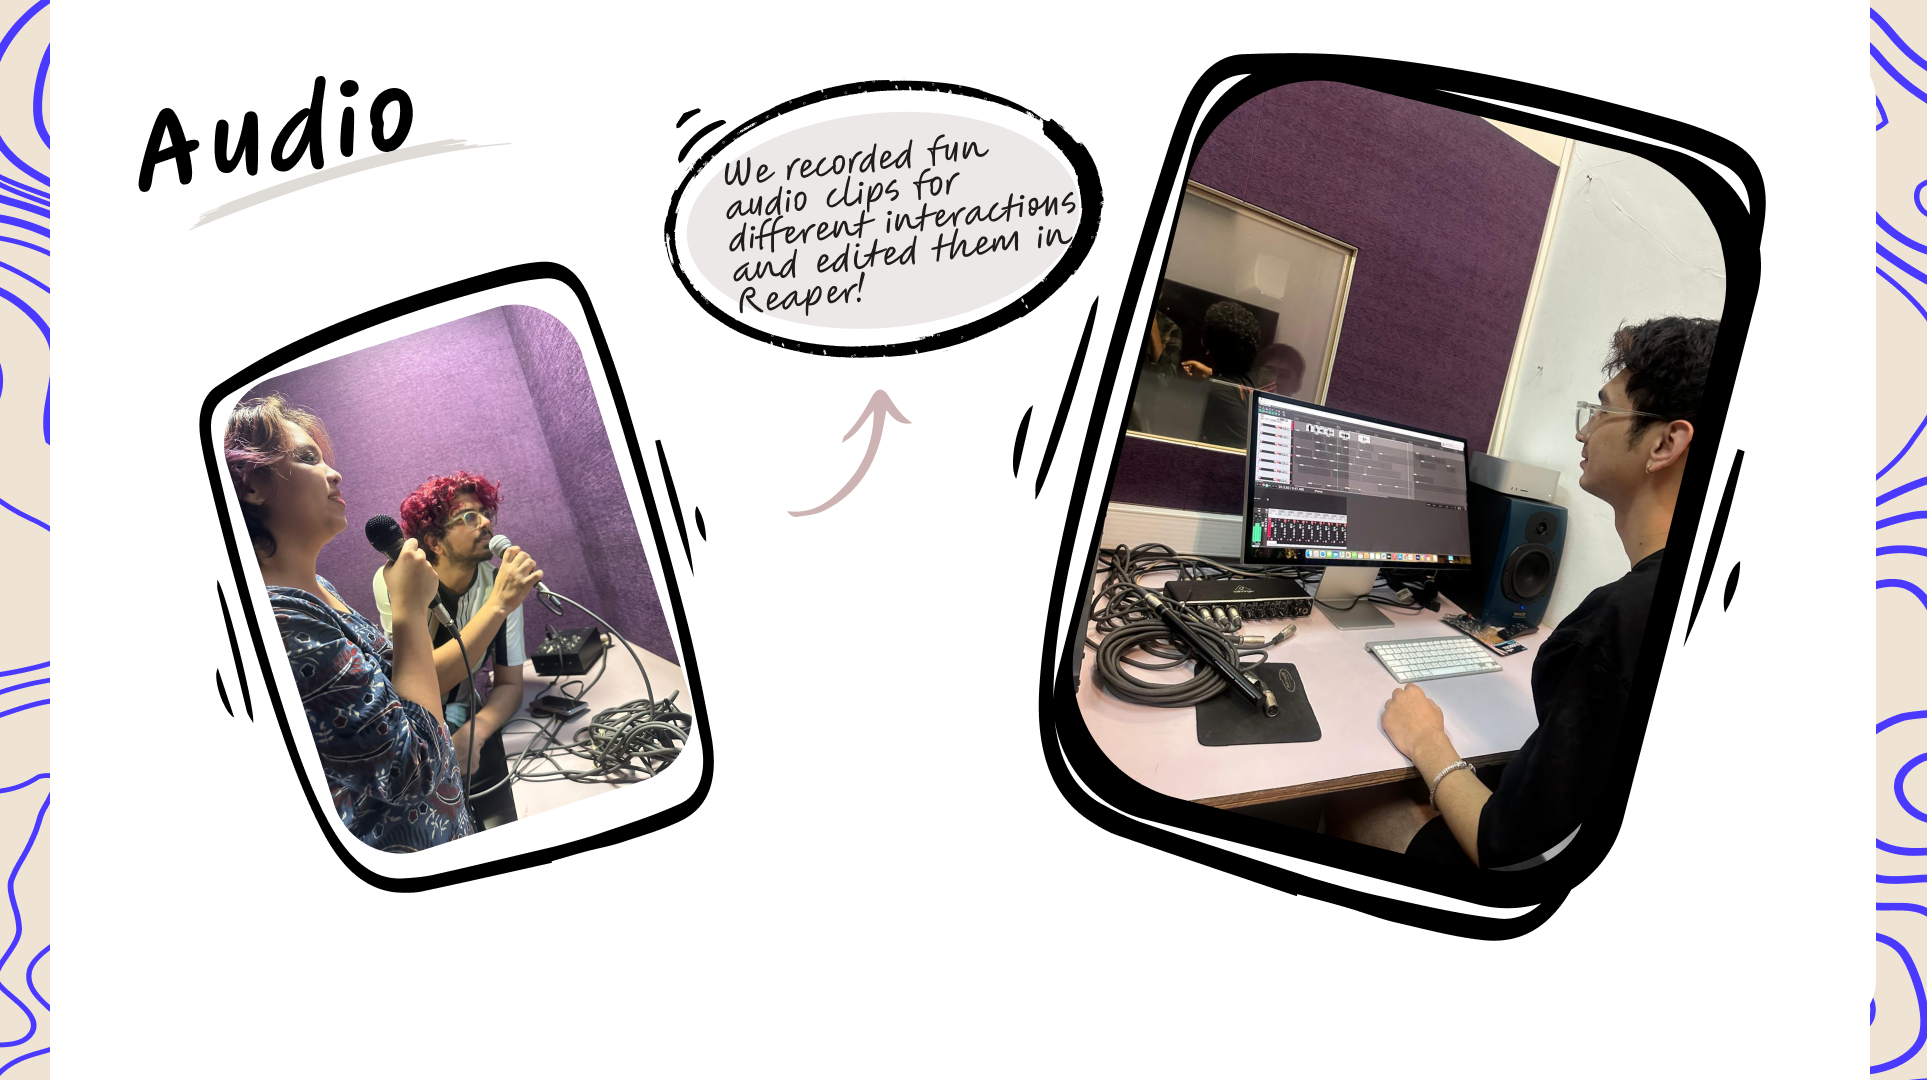 Audio
We recorded fun
audio clips for
different interactions
and edited them in
Reaper!